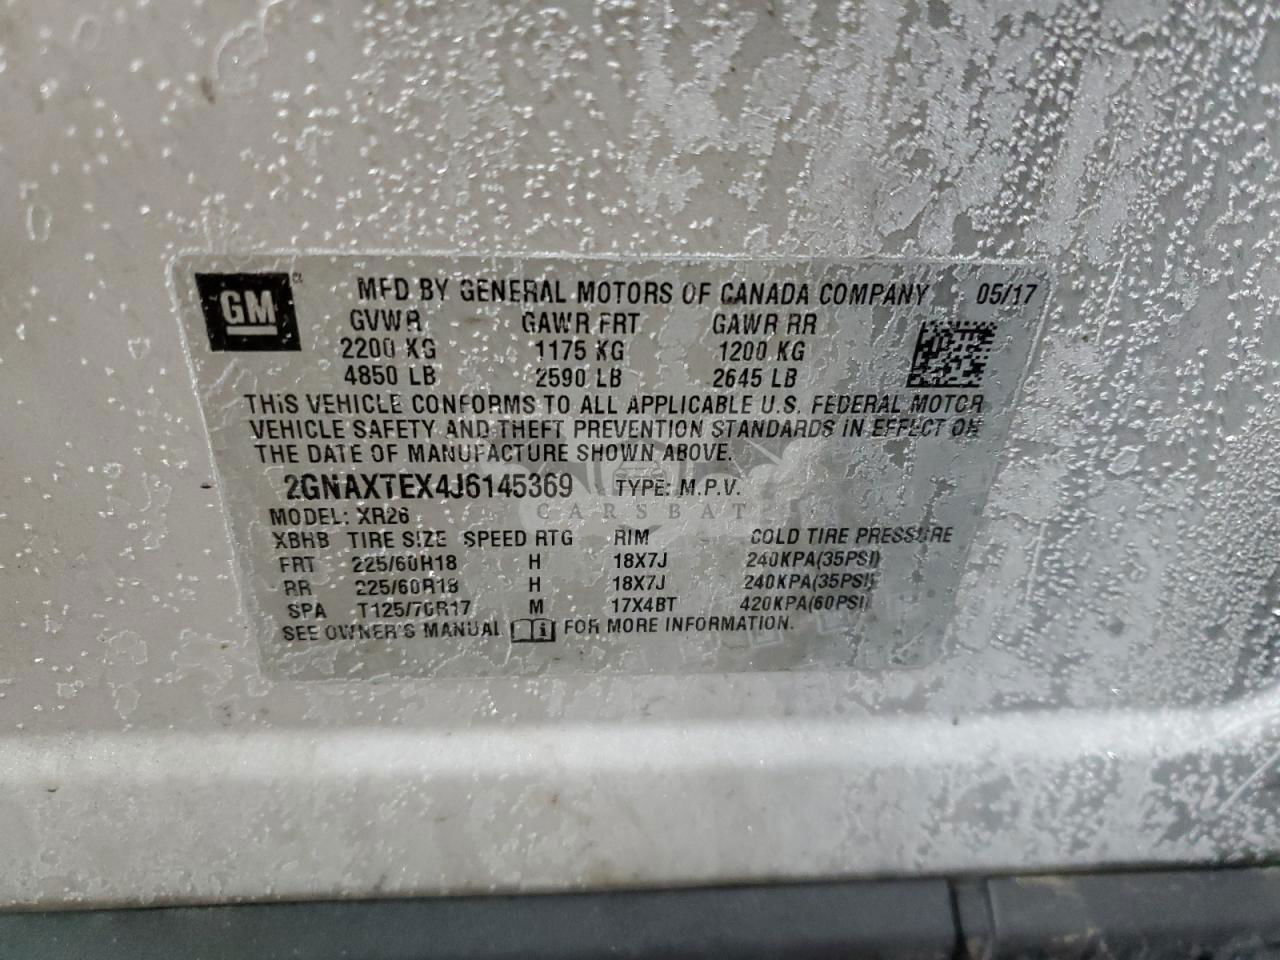 GM
MFD BY GENERAL MOTORS OF CANADA COMPANY 05/17
GVWR GAWR FRT GAWR RR
2200 KG 1175 KG 1200 KG
4850 LB 2590 LB 2645 LB
THIS VEHICLE CONFORMS TO ALL APPLICABLE U.S. FEDERAL MOTOR
VEHICLE SAFETY AND THEFT PREVENTION STANDARDS IN EFFECT ON
THE DATE OF MANUFACTURE SHOWN ABOVE.
2GNAXTEX4J6145369 TYPE: M.P.V.
CARSBAT
MODEL: XR26
XBHB TIRE SIZE SPEED RTG RIM COLD TIRE PRESSURE
FRT 225/60R18 H 18X7J 240KPA(35PSI)
RR 225/60R18 H 18X7J 240KPA(35PSI)
SPA T125/70R17 M 17X4BT 420KPA(60PSI)
SEE OWNER'S MANUAL FOR MORE INFORMATION.